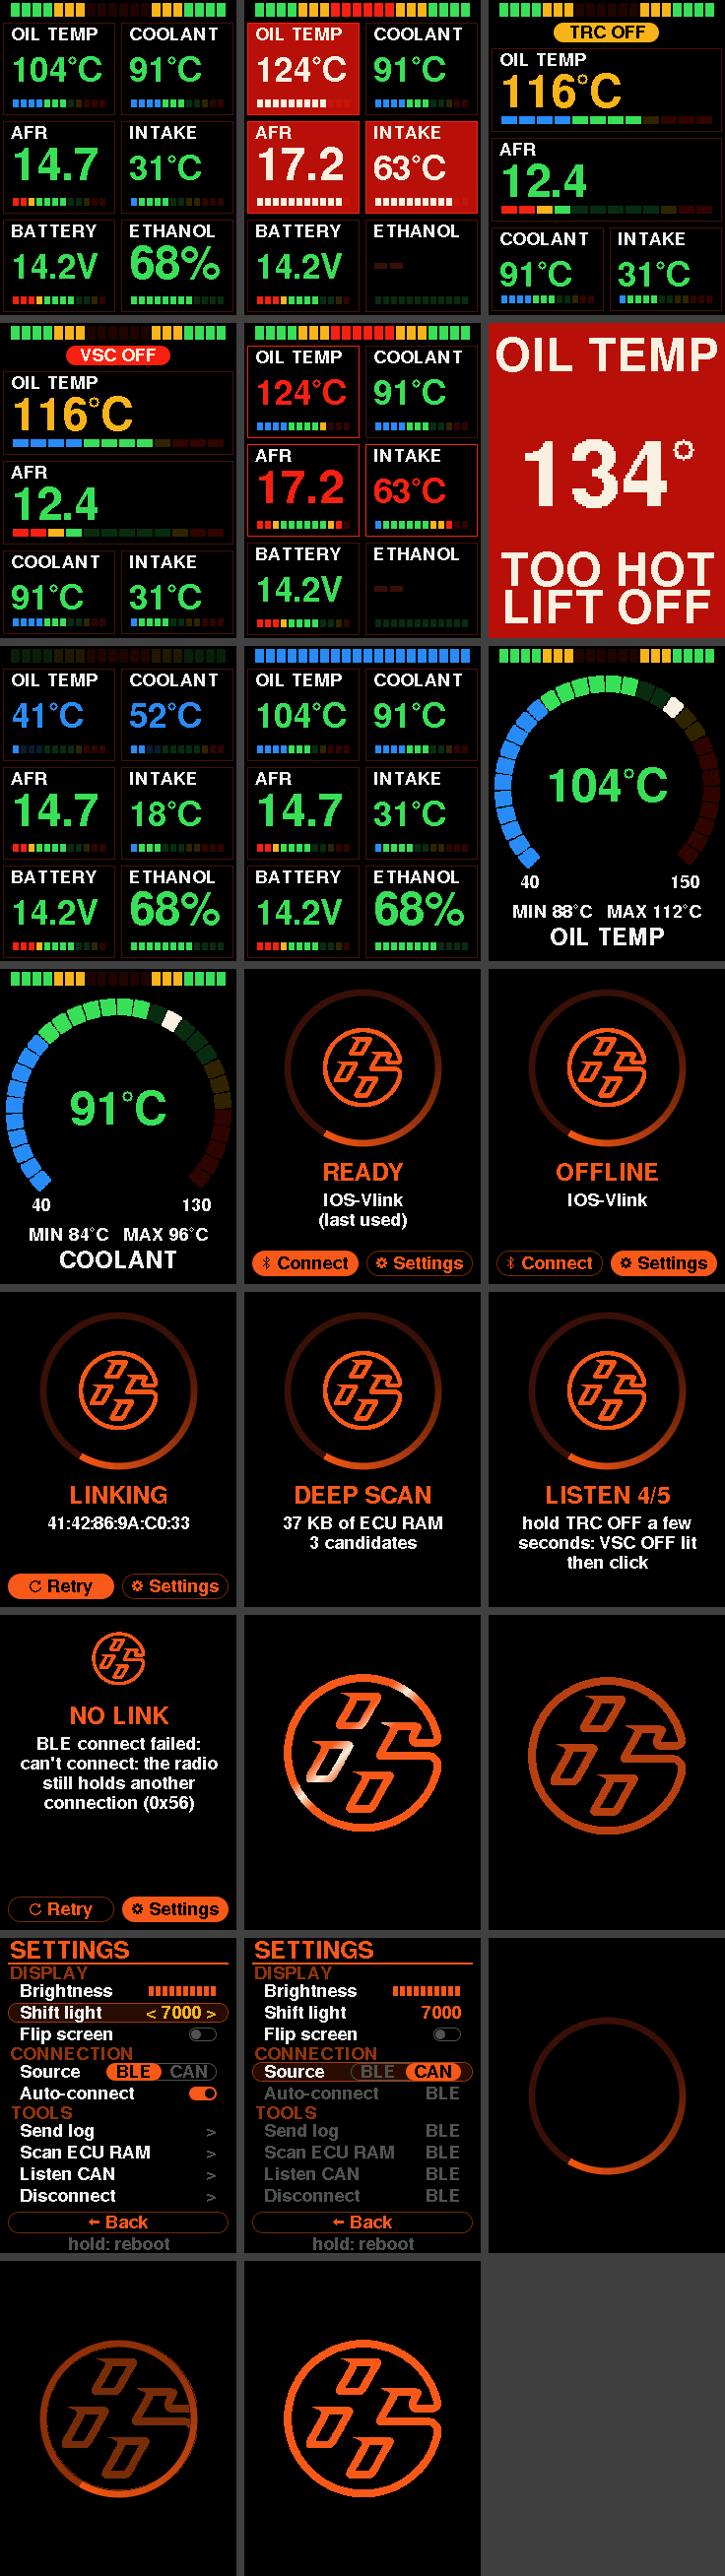 OIL TEMP COOLANT
104°C 91°C
AFR INTAKE
14.7 31°C
BATTERY ETHANOL
14.2V 68%
OIL TEMP COOLANT
124°C 91°C
AFR INTAKE
17.2 63°C
BATTERY ETHANOL
14.2V --
TRC OFF
OIL TEMP
116°C
AFR
12.4
COOLANT INTAKE
91°C 31°C
VSC OFF
OIL TEMP
116°C
AFR
12.4
COOLANT INTAKE
91°C 31°C
OIL TEMP COOLANT
124°C 91°C
AFR INTAKE
17.2 63°C
BATTERY ETHANOL
14.2V --
OIL TEMP
134°
TOO HOT
LIFT OFF
OIL TEMP COOLANT
41°C 52°C
AFR INTAKE
14.7 18°C
BATTERY ETHANOL
14.2V 68%
OIL TEMP COOLANT
104°C 91°C
AFR INTAKE
14.7 31°C
BATTERY ETHANOL
14.2V 68%
104°C
40 150
MIN 88°C MAX 112°C
OIL TEMP
91°C
40 130
MIN 84°C MAX 96°C
COOLANT
READY
IOS-Vlink
(last used)
Connect Settings
OFFLINE
IOS-Vlink
Connect Settings
LINKING
41:42:86:9A:C0:33
Retry Settings
DEEP SCAN
37 KB of ECU RAM
3 candidates
LISTEN 4/5
hold TRC OFF a few
seconds: VSC OFF lit
then click
NO LINK
BLE connect failed:
can't connect: the radio
still holds another
connection (0x56)
Retry Settings
SETTINGS
DISPLAY
Brightness
Shift light < 7000 >
Flip screen
CONNECTION
Source BLE CAN
Auto-connect
TOOLS
Send log >
Scan ECU RAM >
Listen CAN >
Disconnect >
← Back
hold: reboot
SETTINGS
DISPLAY
Brightness
Shift light 7000
Flip screen
CONNECTION
Source BLE CAN
Auto-connect BLE
TOOLS
Send log BLE
Scan ECU RAM BLE
Listen CAN BLE
Disconnect BLE
← Back
hold: reboot